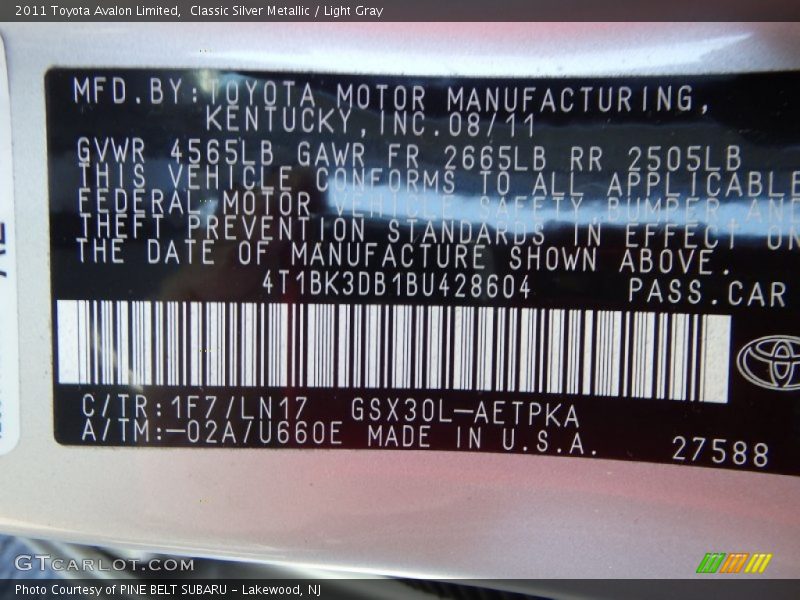 2011 Toyota Avalon Limited,  Classic Silver Metallic / Light Gray
MFD.BY:TOYOTA MOTOR MANUFACTURING,
KENTUCKY,INC.08/11
GVWR 4565LB GAWR FR 2665LB RR 2505LB
THIS VEHICLE CONFORMS TO ALL APPLICABLE
FEDERAL MOTOR VEHICLE SAFETY,BUMPER AND
THEFT PREVENTION STANDARDS IN EFFECT ON
THE DATE OF MANUFACTURE SHOWN ABOVE.
4T1BK3DB1BU428604 PASS.CAR
C/TR:1F7/LN17 GSX30L-AETPKA
A/TM:-02A/U660E MADE IN U.S.A.
27588
GTCARLOT.COM
Photo Courtesy of PINE BELT SUBARU - Lakewood, NJ